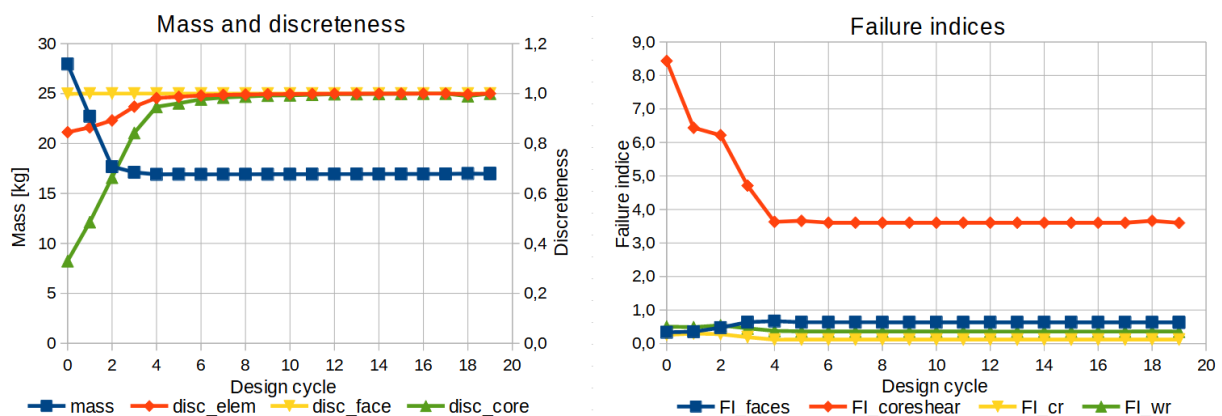 Mass and discreteness
30
25
20
15
10
5
0
Mass [kg]
1,2
1,0
0,8
0,6
0,4
0,2
0,0
Discreteness
0 2 4 6 8 10 12 14 16 18 20
Design cycle
mass disc_elem disc_face disc_core
Failure indices
9,0
8,0
7,0
6,0
5,0
4,0
3,0
2,0
1,0
0,0
Failure indice
0 2 4 6 8 10 12 14 16 18 20
Design cycle
FI_faces FI_coreshear FI_cr FI_wr